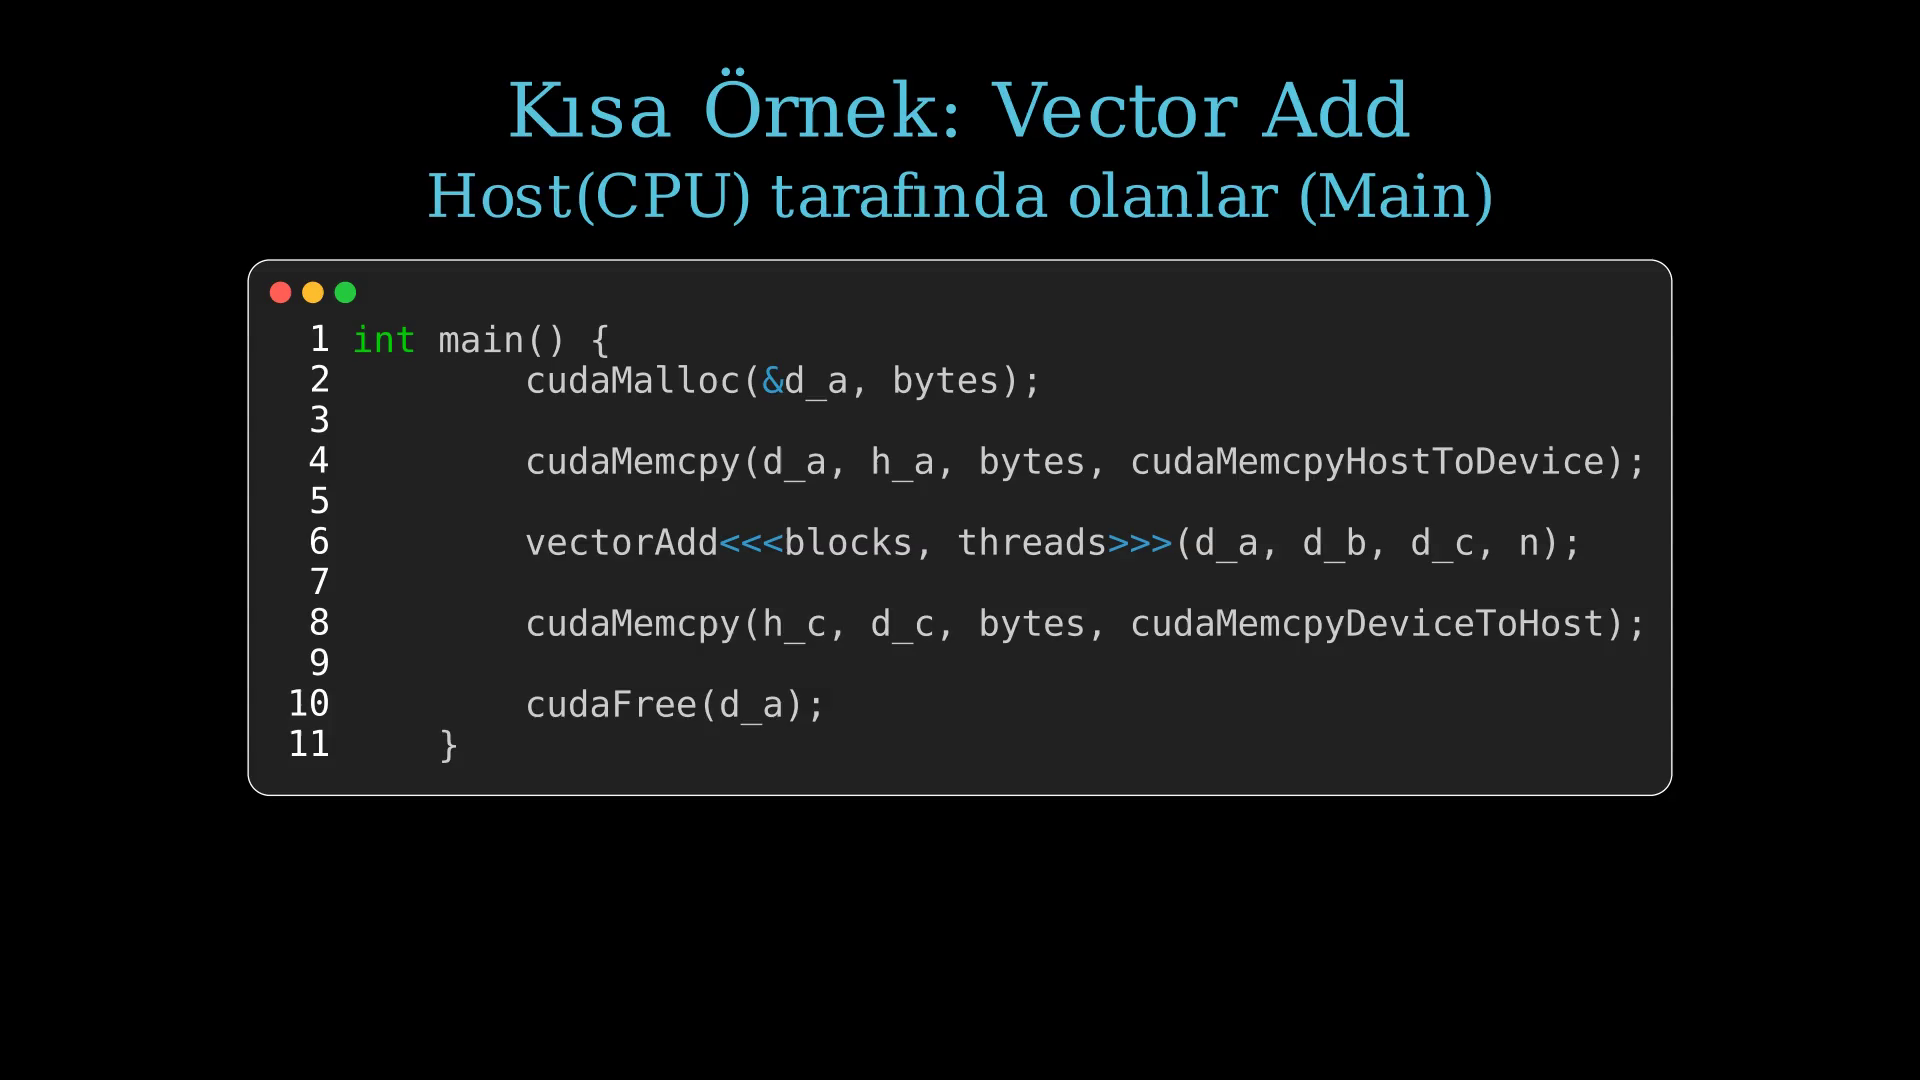 Kısa Örnek: Vector Add
Host(CPU) tarafında olanlar (Main)
1 int main() {
2         cudaMalloc(&d_a, bytes);
3
4         cudaMemcpy(d_a, h_a, bytes, cudaMemcpyHostToDevice);
5
6         vectorAdd<<<blocks, threads>>>(d_a, d_b, d_c, n);
7
8         cudaMemcpy(h_c, d_c, bytes, cudaMemcpyDeviceToHost);
9
10         cudaFree(d_a);
11     }